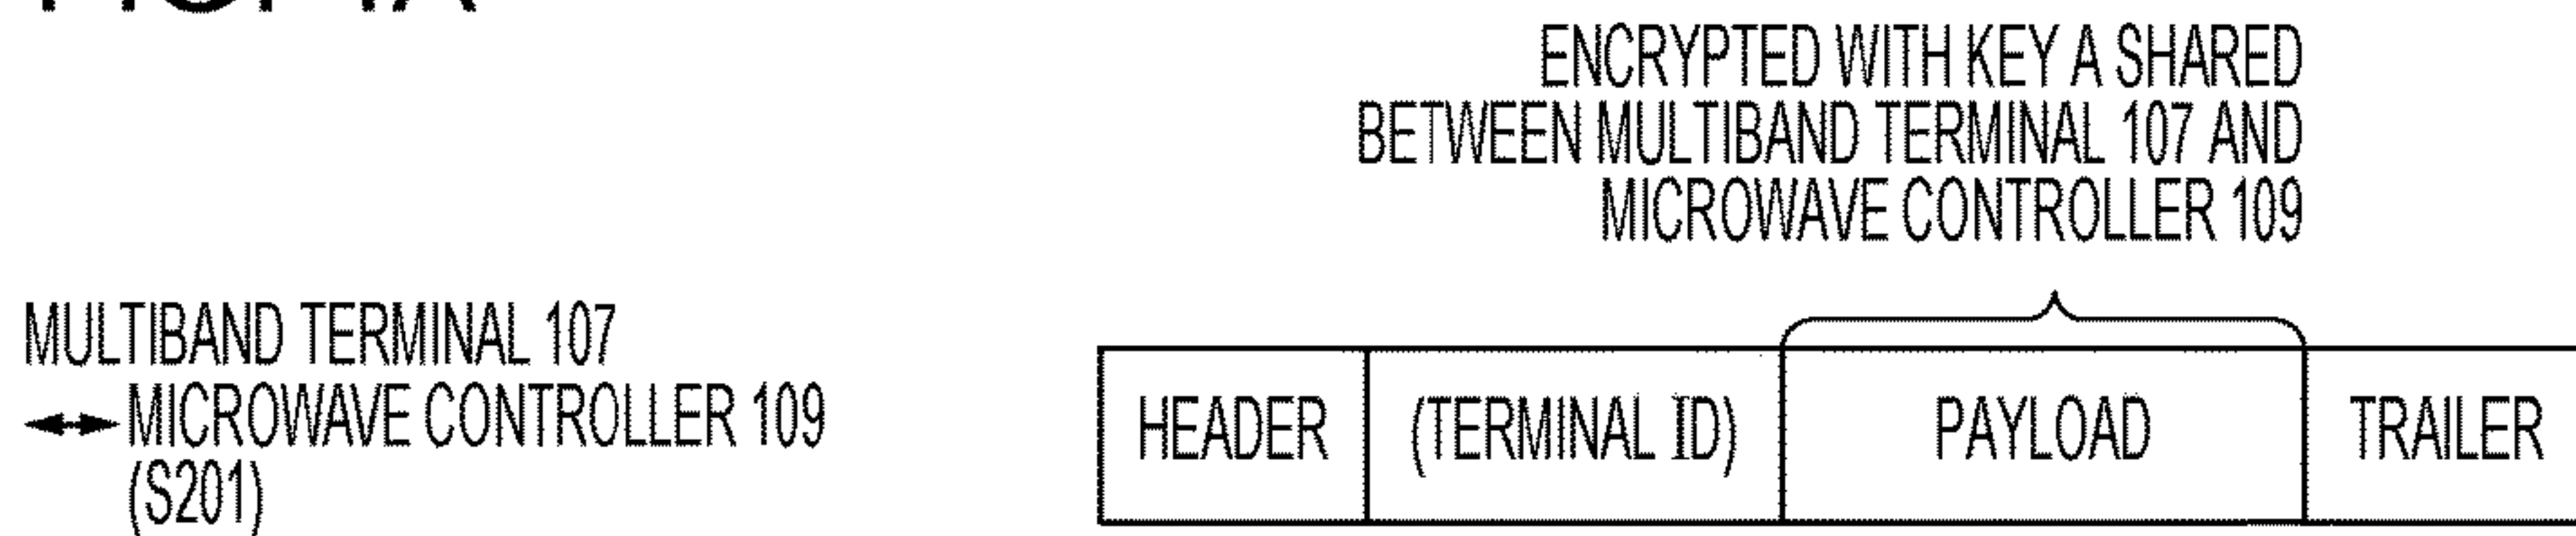 ENCRYPTED WITH KEY A SHARED
BETWEEN MULTIBAND TERMINAL 107 AND
MICROWAVE CONTROLLER 109
MULTIBAND TERMINAL 107
MICROWAVE CONTROLLER 109
(S201)
HEADER (TERMINAL ID) PAYLOAD TRAILER